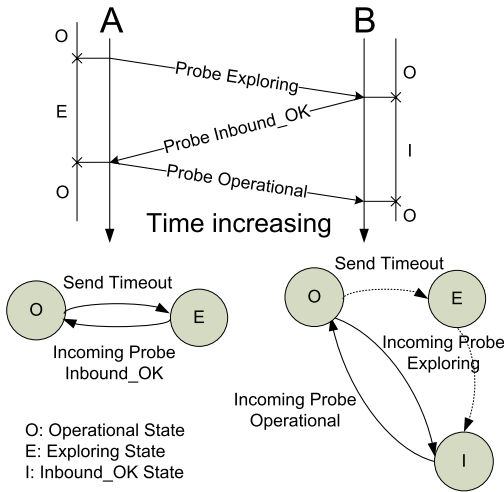 A
B
O
Probe Exploring
O
E
Probe Inbound_OK
I
Probe Operational
O
O
Time increasing
Send Timeout
O
E
Incoming Probe
Inbound_OK
Send Timeout
O
E
Incoming Probe
Exploring
Incoming Probe
Operational
I
O: Operational State
E: Exploring State
I: Inbound_OK State